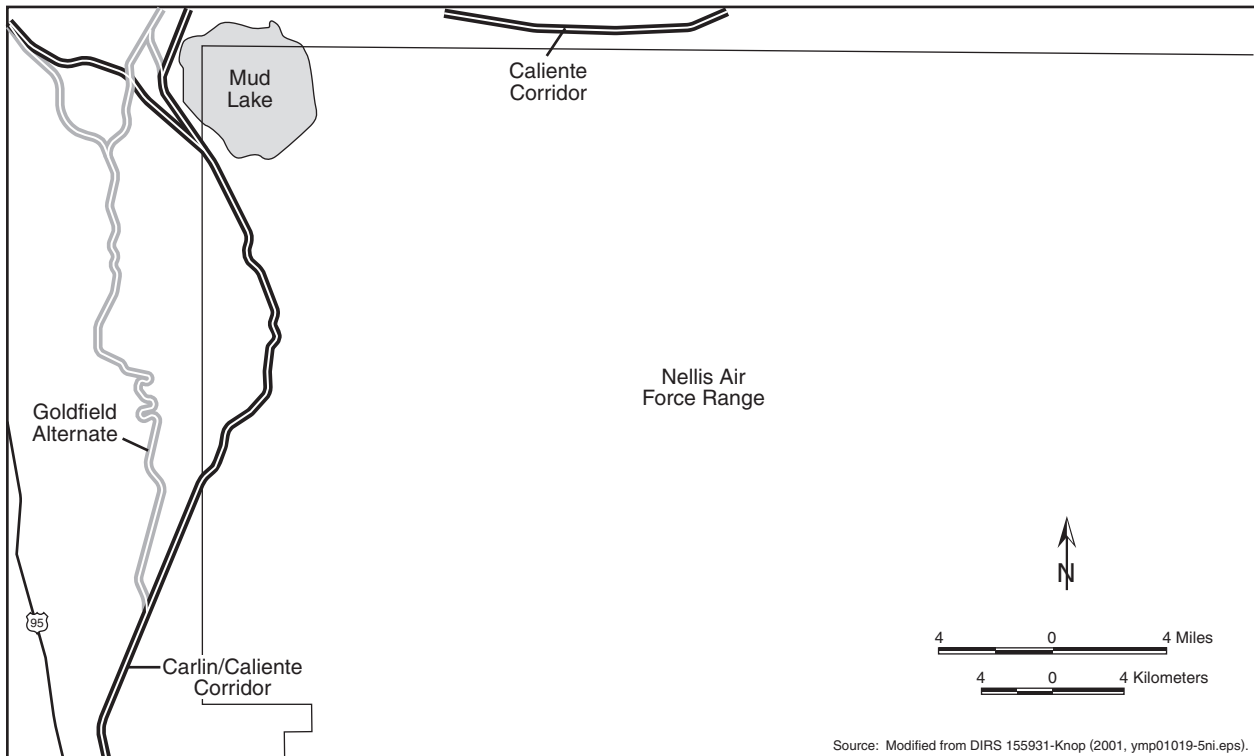 Mud
Lake
Caliente
Corridor
Nellis Air
Force Range
Goldfield
Alternate
95
N
Carlin/Caliente
Corridor
4 0 4 Miles
4 0 4 Kilometers
Source: Modified from DIRS 155931-Knop (2001, ymp01019-5ni.eps).